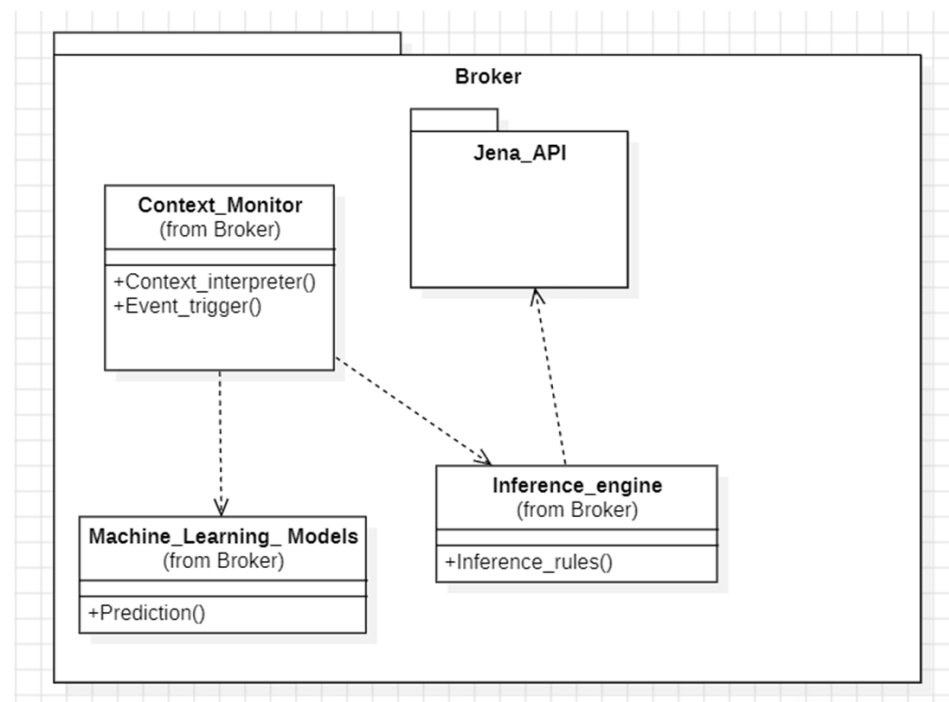 Broker
Jena_API
Context_Monitor
(from Broker)
+Context_interpreter()
+Event_trigger()
Inference_engine
(from Broker)
+Inference_rules()
Machine_Learning_ Models
(from Broker)
+Prediction()